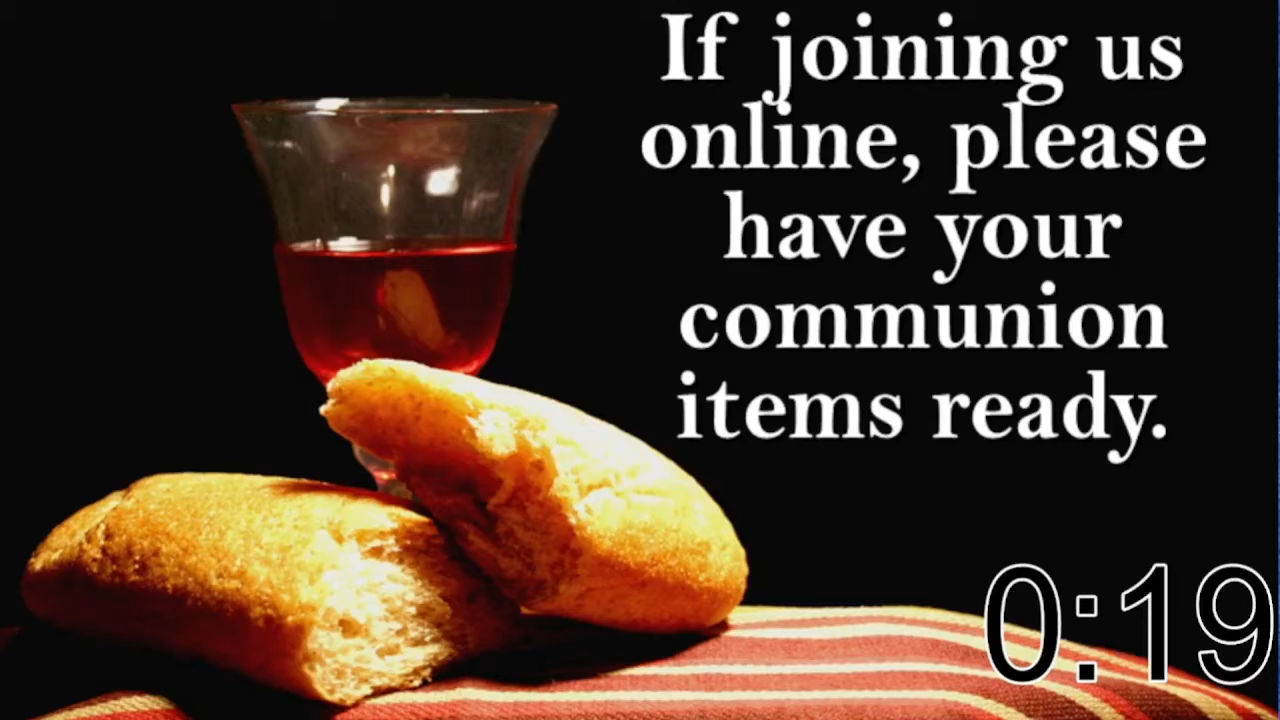 If joining us
online, please
have your
communion
items ready.
0:19